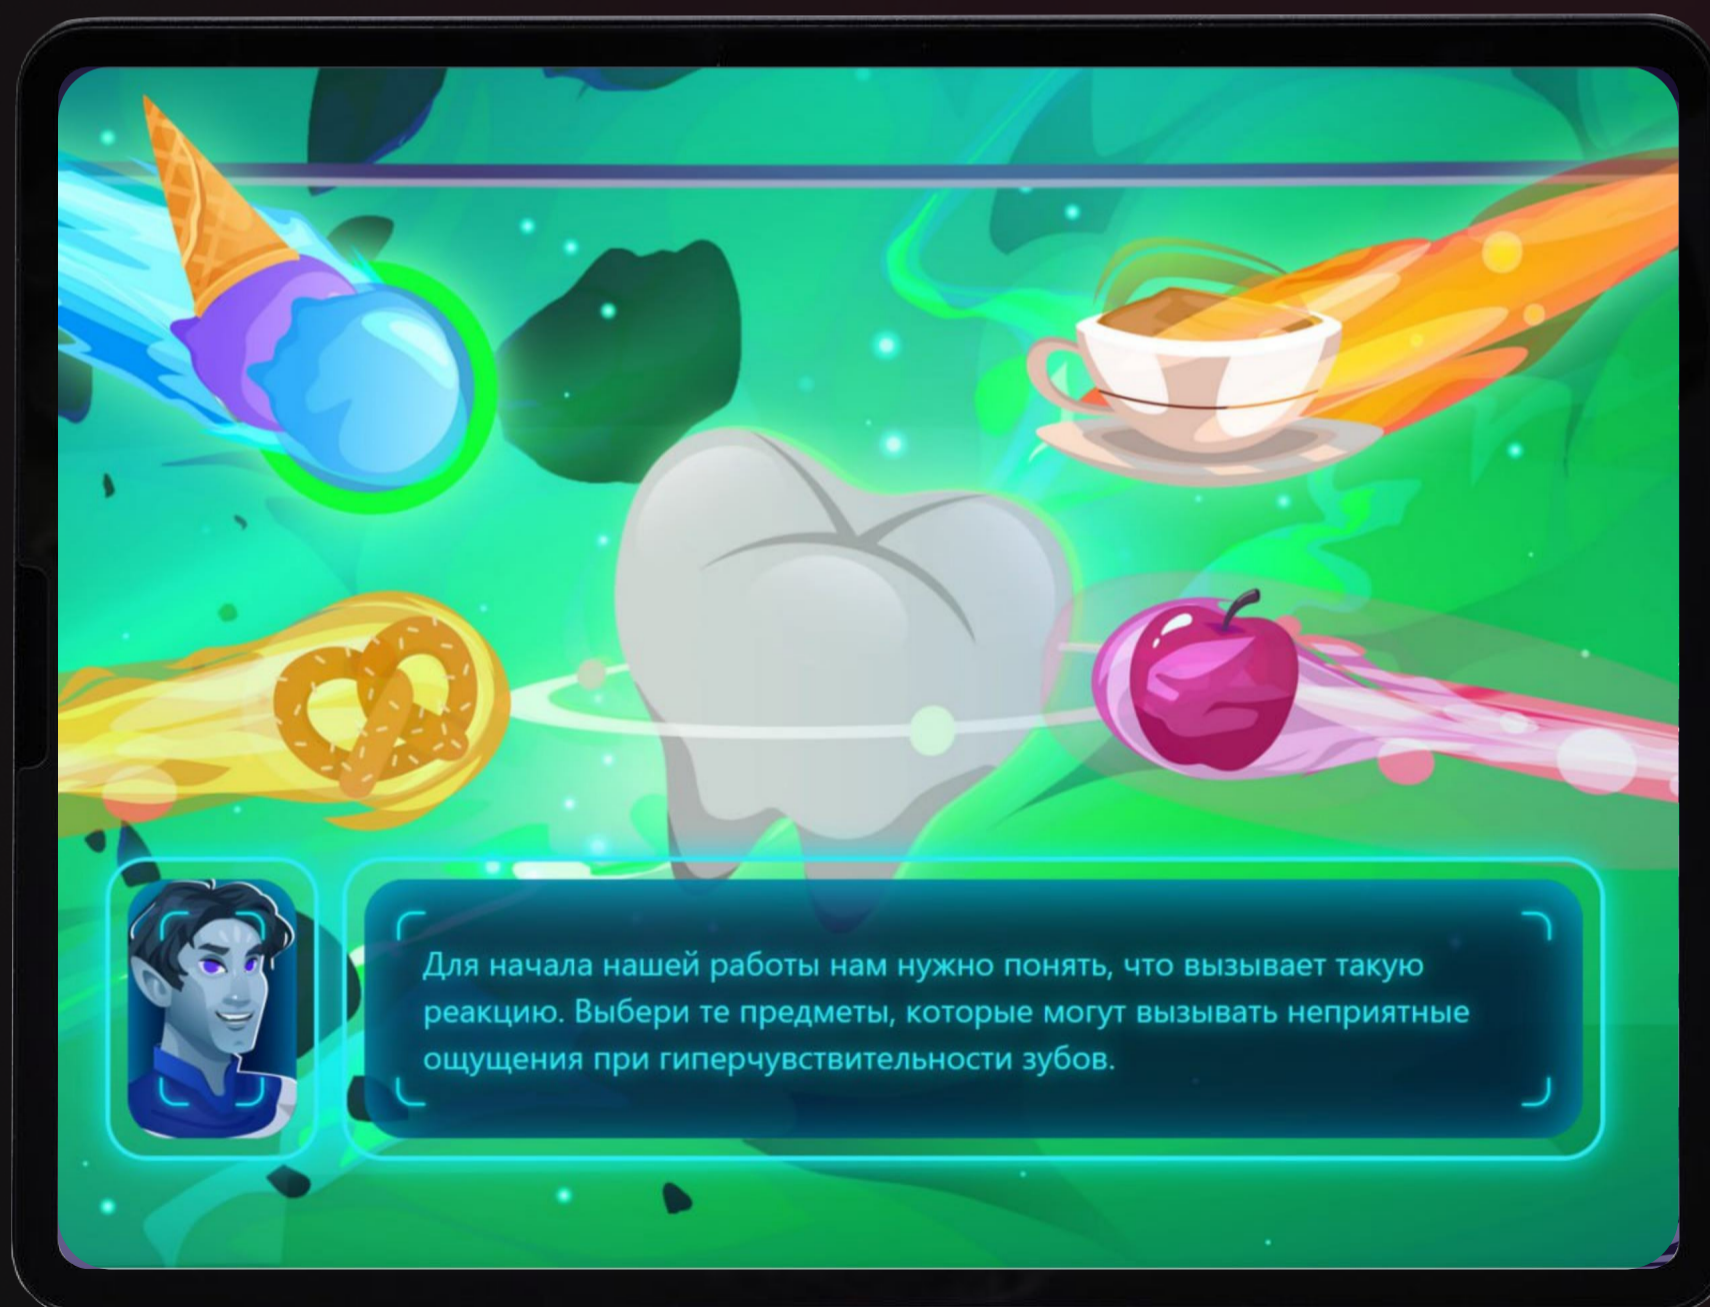 Для начала нашей работы нам нужно понять, что вызывает такую
реакцию. Выбери те предметы, которые могут вызывать неприятные
ощущения при гиперчувствительности зубов.